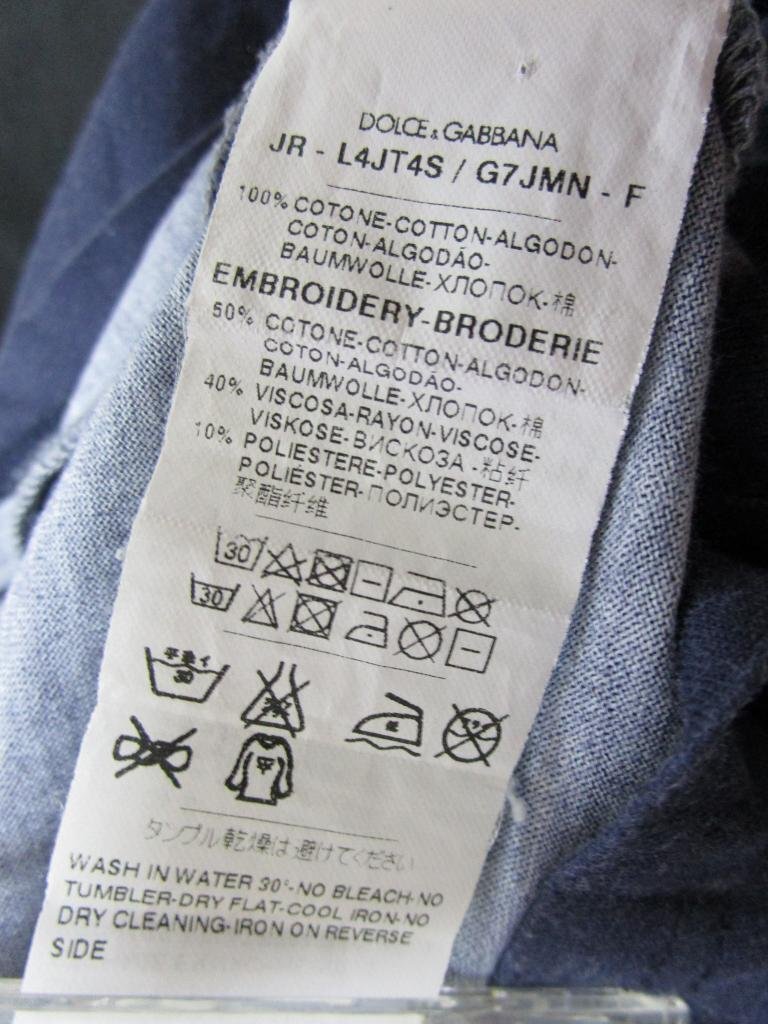 DOLCE & GABBANA
JR - L4JT4S / G7JMN - F
100% COTONE-COTTON-ALGODON-
COTON-ALGODÃO-
BAUMWOLLE-ХЛОПОК-棉
EMBROIDERY-BRODERIE
50% COTONE-COTTON-ALGODON-
COTON-ALGODÃO-
BAUMWOLLE-ХЛОПОК-棉
40% VISCOSA-RAYON-VISCOSE-
VISKOSE-ВИСКОЗА-粘纤
10% POLIESTERE-POLYESTER-
POLIÉSTER-ПОЛИЭСТЕР-
聚酯纤维
30
30
30
平
タンブル乾燥は避けてください
WASH IN WATER 30°-NO BLEACH-NO
TUMBLER-DRY FLAT-COOL IRON-NO
DRY CLEANING-IRON ON REVERSE
SIDE